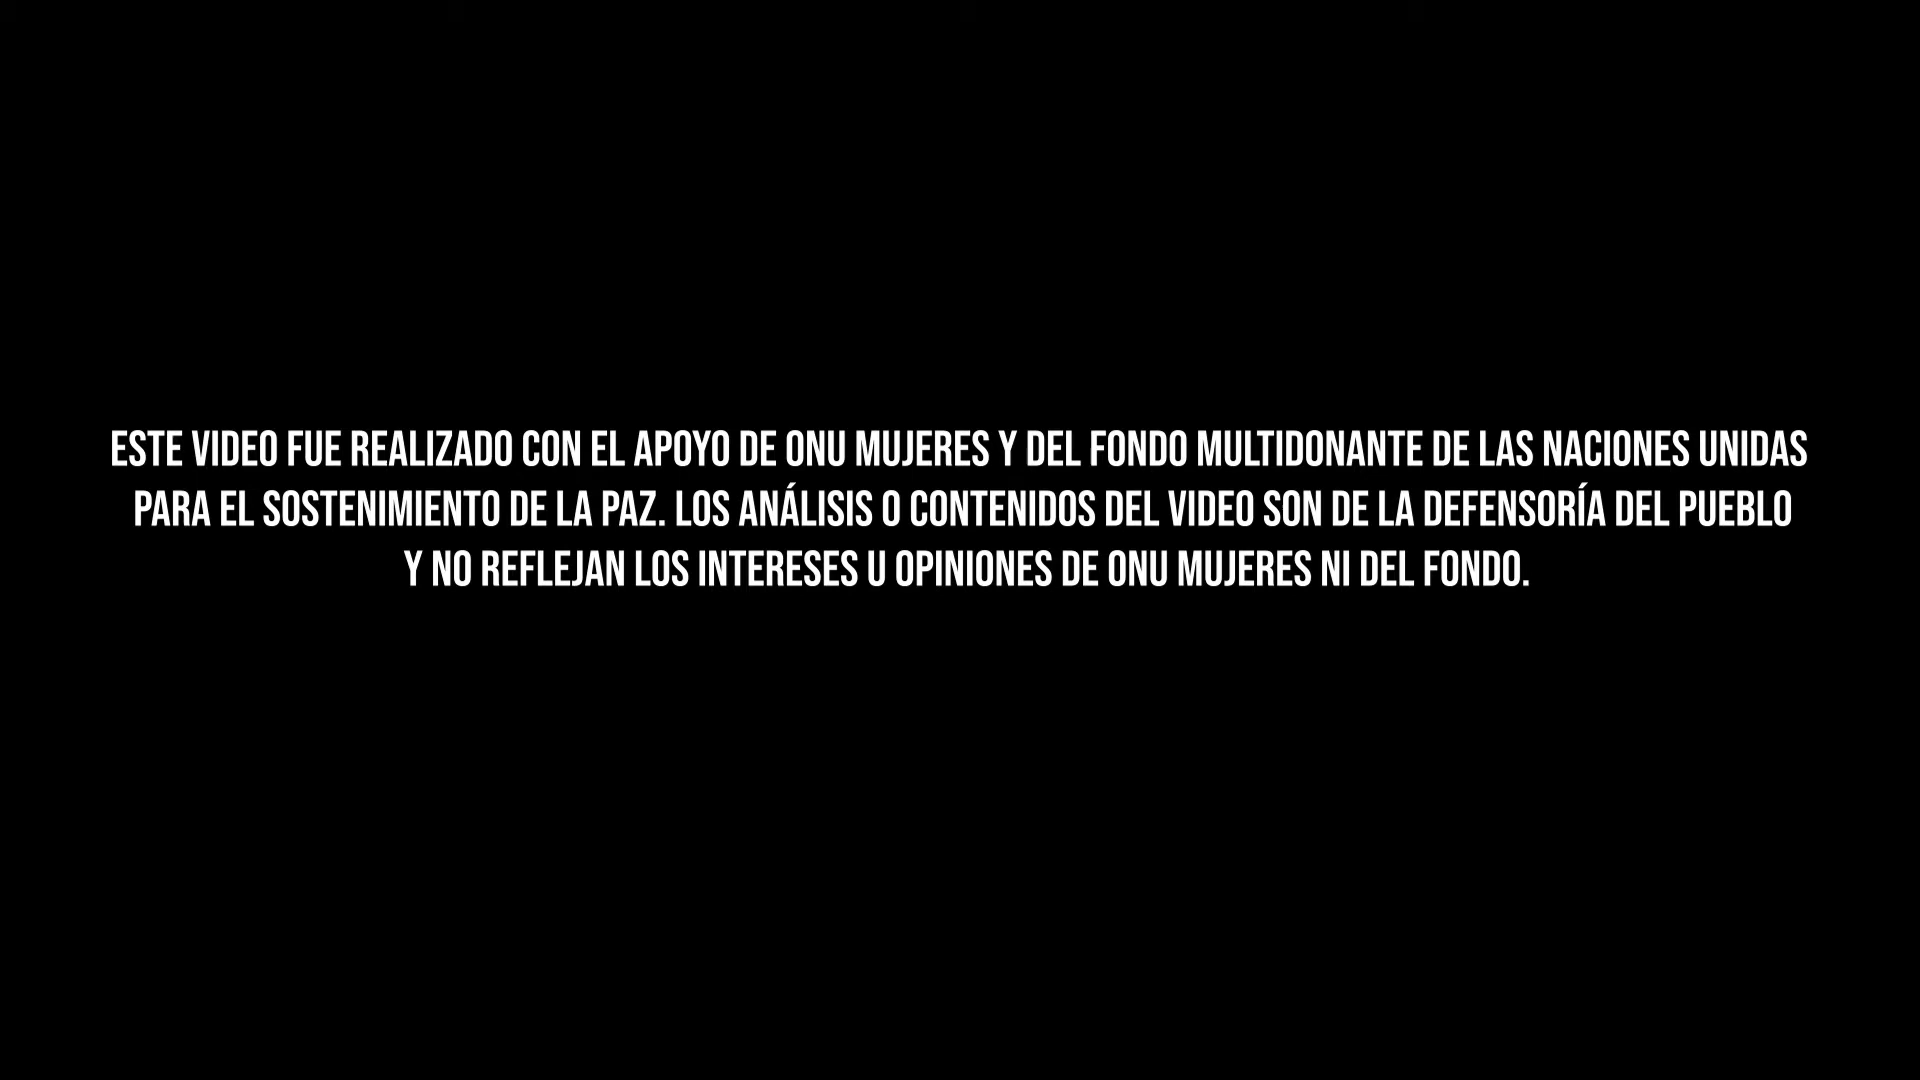 ESTE VIDEO FUE REALIZADO CON EL APOYO DE ONU MUJERES Y DEL FONDO MULTIDONANTE DE LAS NACIONES UNIDAS
PARA EL SOSTENIMIENTO DE LA PAZ. LOS ANÁLISIS O CONTENIDOS DEL VIDEO SON DE LA DEFENSORÍA DEL PUEBLO
Y NO REFLEJAN LOS INTERESES U OPINIONES DE ONU MUJERES NI DEL FONDO.